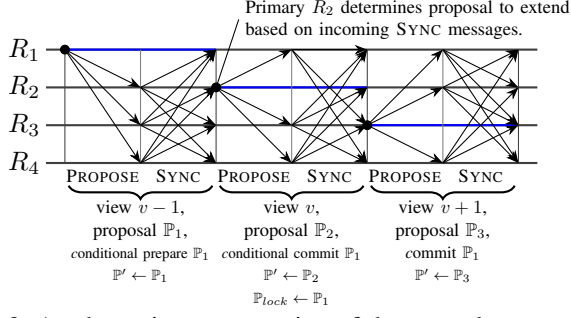 Primary R₂ determines proposal to extend
based on incoming SYNC messages.
R₁
R₂
R₃
R₄
PROPOSE SYNC PROPOSE SYNC PROPOSE SYNC
view v − 1, view v, view v + 1,
proposal ℙ₁, proposal ℙ₂, proposal ℙ₃,
conditional prepare ℙ₁ conditional commit ℙ₁ commit ℙ₁
ℙ′ ← ℙ₁ ℙ′ ← ℙ₂ ℙ′ ← ℙ₃
ℙlock ← ℙ₁